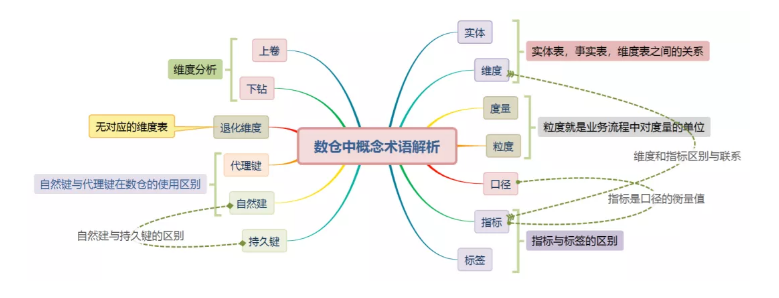 数仓中概念术语解析
实体
维度
实体表，事实表，维度表之间的关系
度量
粒度
粒度就是业务流程中对度量的单位
维度和指标区别与联系
口径
指标是口径的衡量值
指标
标签
指标与标签的区别
上卷
下钻
维度分析
退化维度
无对应的维度表
代理键
自然建
自然键与代理键在数仓的使用区别
自然建与持久键的区别
持久键